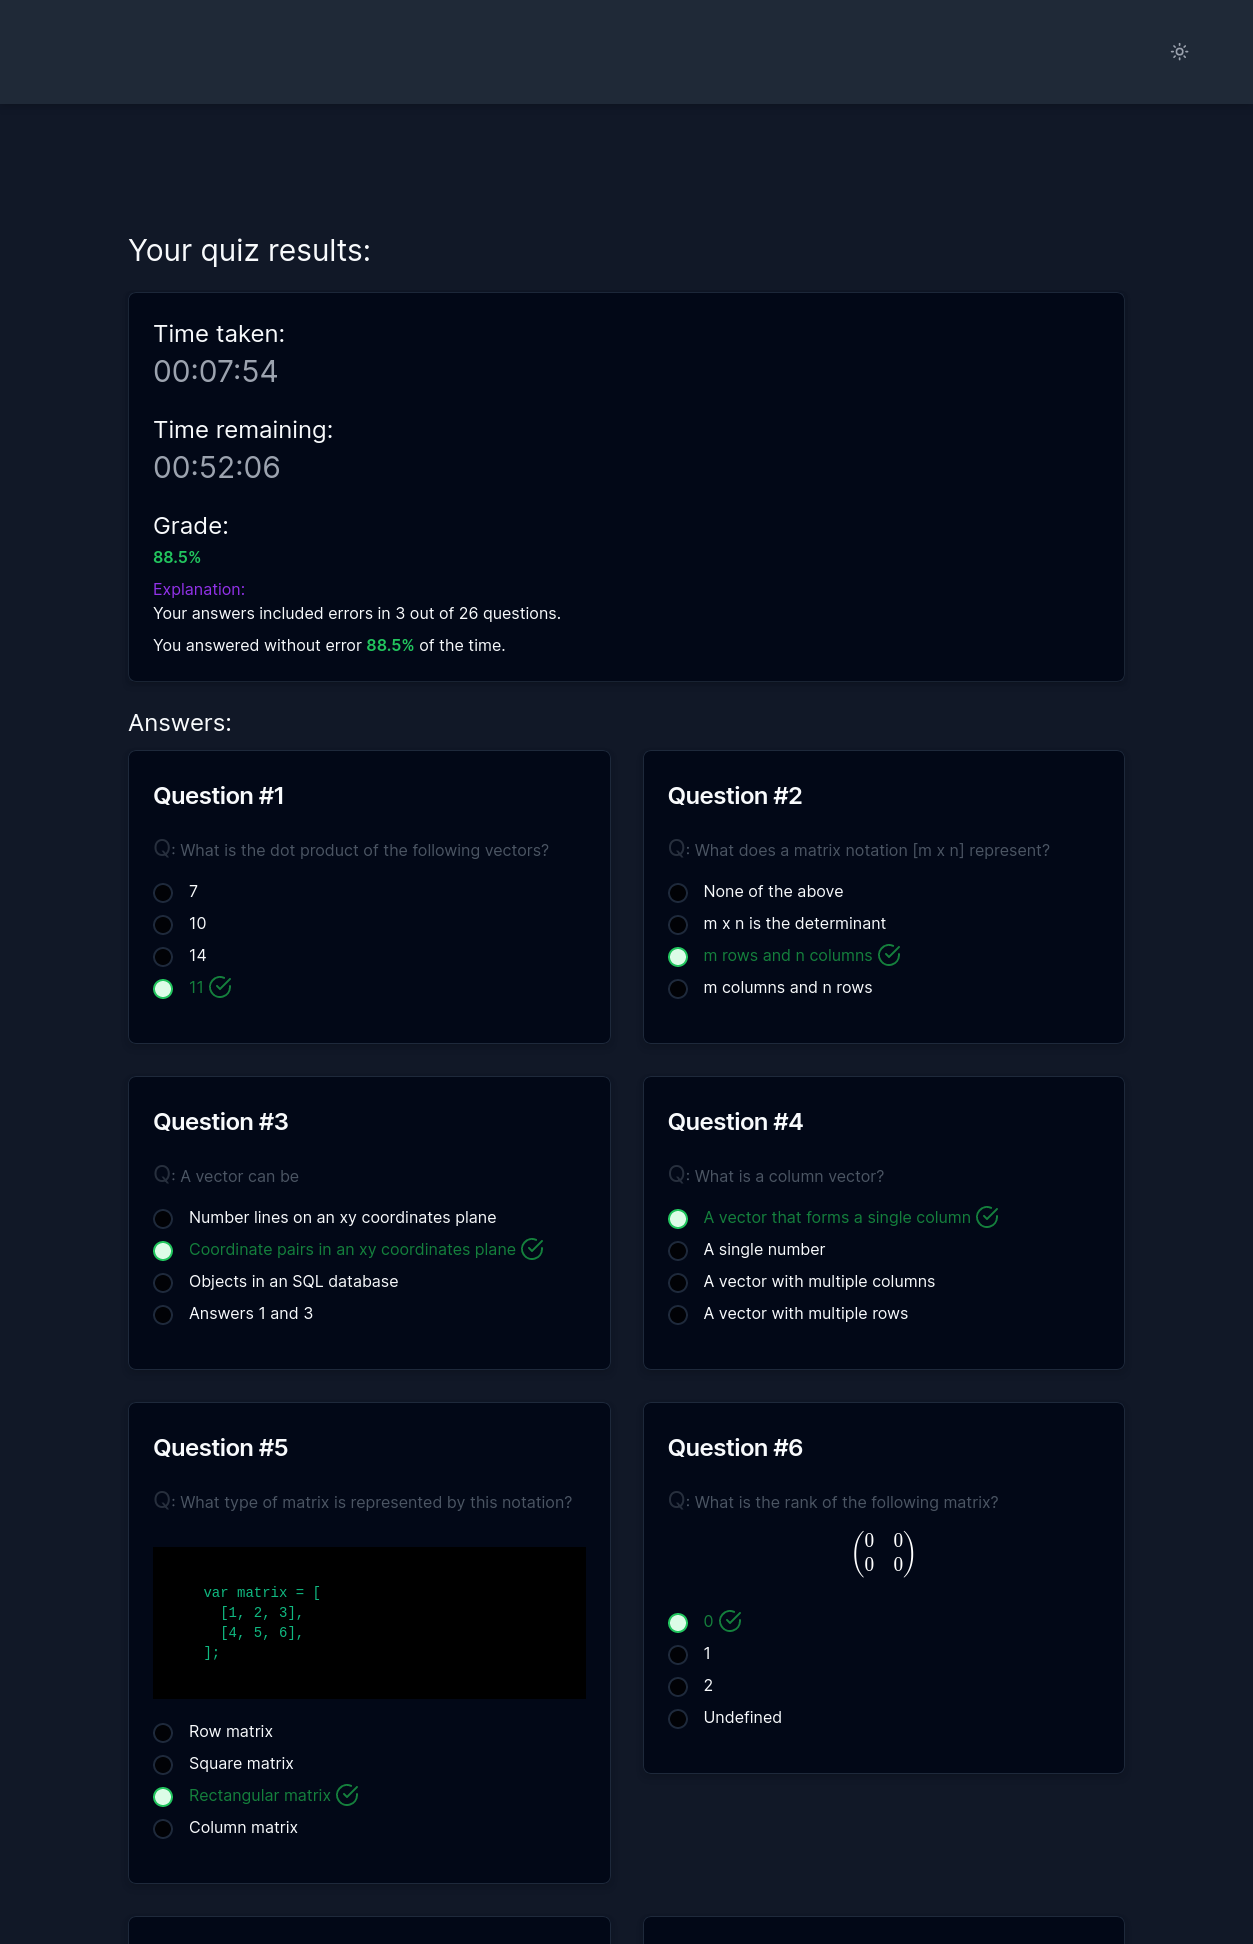 Your quiz results:
Time taken:
00:07:54
Time remaining:
00:52:06
Grade:
88.5%
Explanation:
Your answers included errors in 3 out of 26 questions.
You answered without error 88.5% of the time.
Answers:
Question #1
Q: What is the dot product of the following vectors?
7
10
14
11
Question #2
Q: What does a matrix notation [m x n] represent?
None of the above
m x n is the determinant
m rows and n columns
m columns and n rows
Question #3
Q: A vector can be
Number lines on an xy coordinates plane
Coordinate pairs in an xy coordinates plane
Objects in an SQL database
Answers 1 and 3
Question #4
Q: What is a column vector?
A vector that forms a single column
A single number
A vector with multiple columns
A vector with multiple rows
Question #5
Q: What type of matrix is represented by this notation?
var matrix = [
[1, 2, 3],
[4, 5, 6],
];
Row matrix
Square matrix
Rectangular matrix
Column matrix
Question #6
Q: What is the rank of the following matrix?
(0 0
0 0)
0
1
2
Undefined